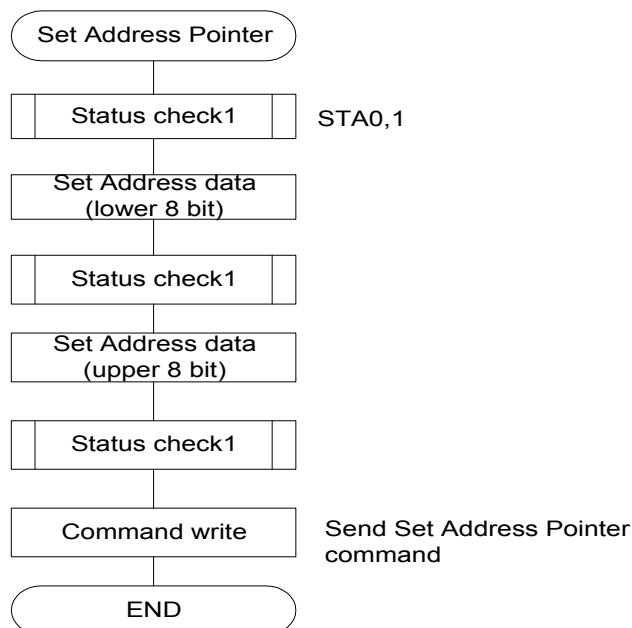 Set Address Pointer
Status check1
STA0,1
Set Address data
(lower 8 bit)
Status check1
Set Address data
(upper 8 bit)
Status check1
Command write
Send Set Address Pointer
command
END